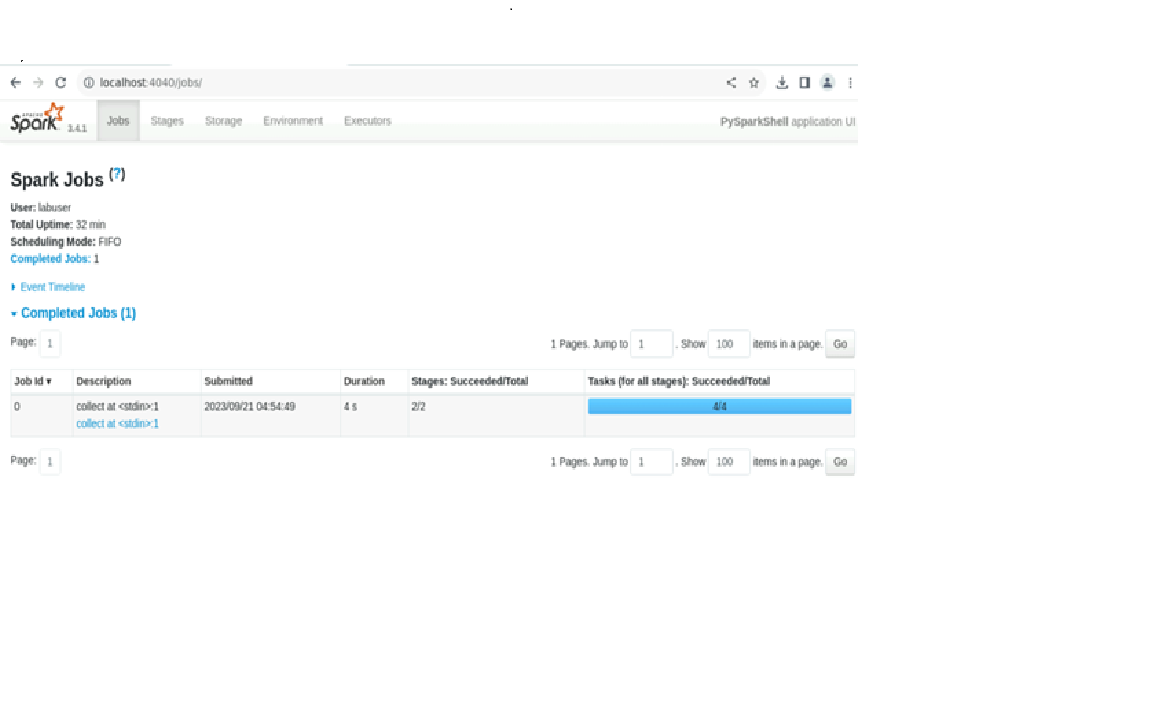 localhost:4040/jobs/
APACHE Spark 3.4.1 Jobs Stages Storage Environment Executors PySparkShell application UI
Spark Jobs (?)
User: labuser
Total Uptime: 32 min
Scheduling Mode: FIFO
Completed Jobs: 1
Event Timeline
Completed Jobs (1)
Page: 1 1 Pages. Jump to 1 . Show 100 items in a page. Go
Job Id ▾ Description Submitted Duration Stages: Succeeded/Total Tasks (for all stages): Succeeded/Total
0 collect at <stdin>:1 2023/09/21 04:54:49 4 s 2/2 4/4
collect at <stdin>:1
Page: 1 1 Pages. Jump to 1 . Show 100 items in a page. Go